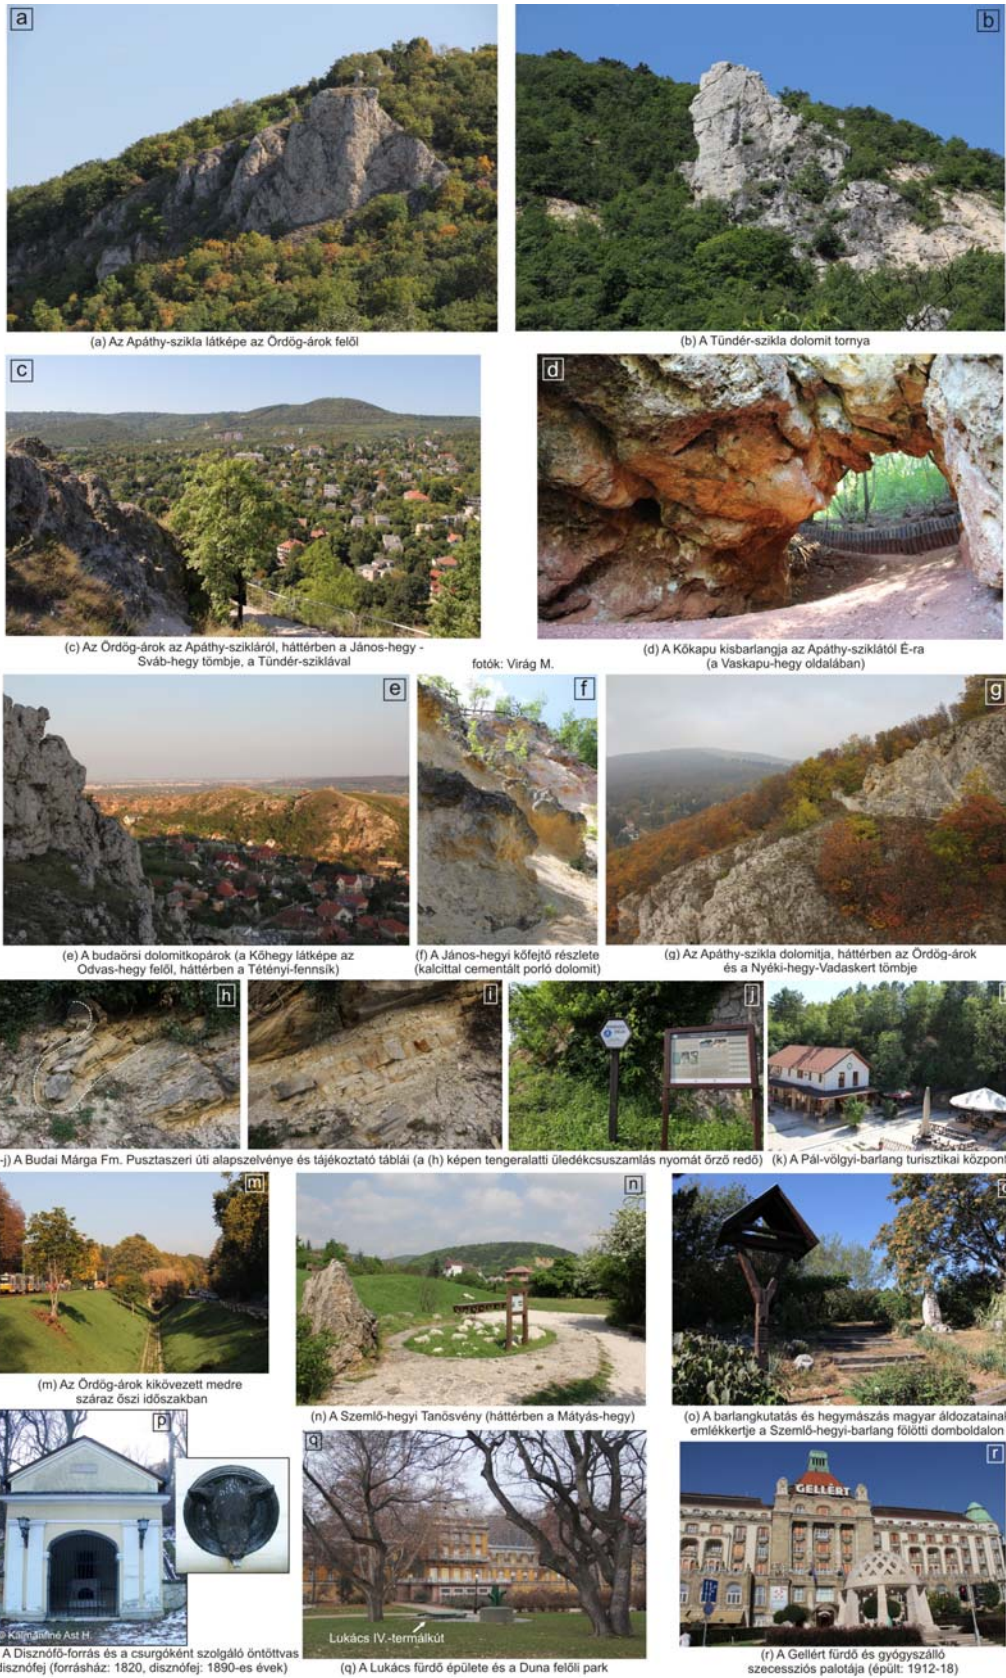 a
b
(a) Az Apáthy-szikla látképe az Ördög-árok felől
(b) A Tündér-szikla dolomit tornya
c
d
(c) Az Ördög-árok az Apáthy-szikláról, háttérben a János-hegy -
Sváb-hegy tömbje, a Tündér-sziklával
fotók: Virág M.
(d) A Kőkapu kisbarlangja az Apáthy-sziklától É-ra
(a Vaskapu-hegy oldalában)
e
f
g
(e) A budaörsi dolomitkopárok (a Kőhegy látképe az
Odvas-hegy felől, háttérben a Tétényi-fennsík)
(f) A János-hegyi kőfejtő részlete
(kalcittal cementált porló dolomit)
(g) Az Apáthy-szikla dolomitja, háttérben az Ördög-árok
és a Nyéki-hegy-Vadaskert tömbje
h
i
j
-j) A Budai Márga Fm. Pusztaszeri úti alapszelvénye és tájékoztató táblái (a (h) képen tengeralatti üledékcsuszamlás nyomát őrző redő)
(k) A Pál-völgyi-barlang turisztikai központ
m
n
(m) Az Ördög-árok kikövezett medre
száraz őszi időszakban
(n) A Szemlő-hegyi Tanösvény (háttérben a Mátyás-hegy)
(o) A barlangkutatás és hegymászás magyar áldozatainak
emlékkertje a Szemlő-hegyi-barlang fölötti domboldalon
p
q
r
GELLÉRT
© Kálmánfiné Ast H.
Lukács IV.-termálkút
A Disznófő-forrás és a csurgóként szolgáló öntöttvas
disznófej (forrásház: 1820, disznófej: 1890-es évek)
(q) A Lukács fürdő épülete és a Duna felőli park
(r) A Gellért fürdő és gyógyszálló
szecessziós palotája (épült: 1912-18)